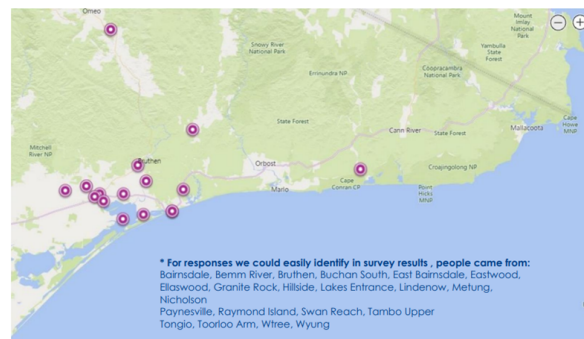 Omeo
Mount
Imlay
National
Park
Snowy River
National Park
Yambulla
State
Forest
Errinundra NP
Coopracambra
National Park
State Forest
Cann River
State Forest
Mallacoota
Cape
Howe
MNP
Mitchell
River NP
Bruthen
Orbost
Marlo
Cape
Conran CP
Croajingolong NP
Point
Hicks
MNP
* For responses we could easily identify in survey results , people came from:
Bairnsdale, Bemm River, Bruthen, Buchan South, East Bairnsdale, Eastwood,
Ellaswood, Granite Rock, Hillside, Lakes Entrance, Lindenow, Metung,
Nicholson
Paynesville, Raymond Island, Swan Reach, Tambo Upper
Tongio, Toorloo Arm, Wtree, Wyung